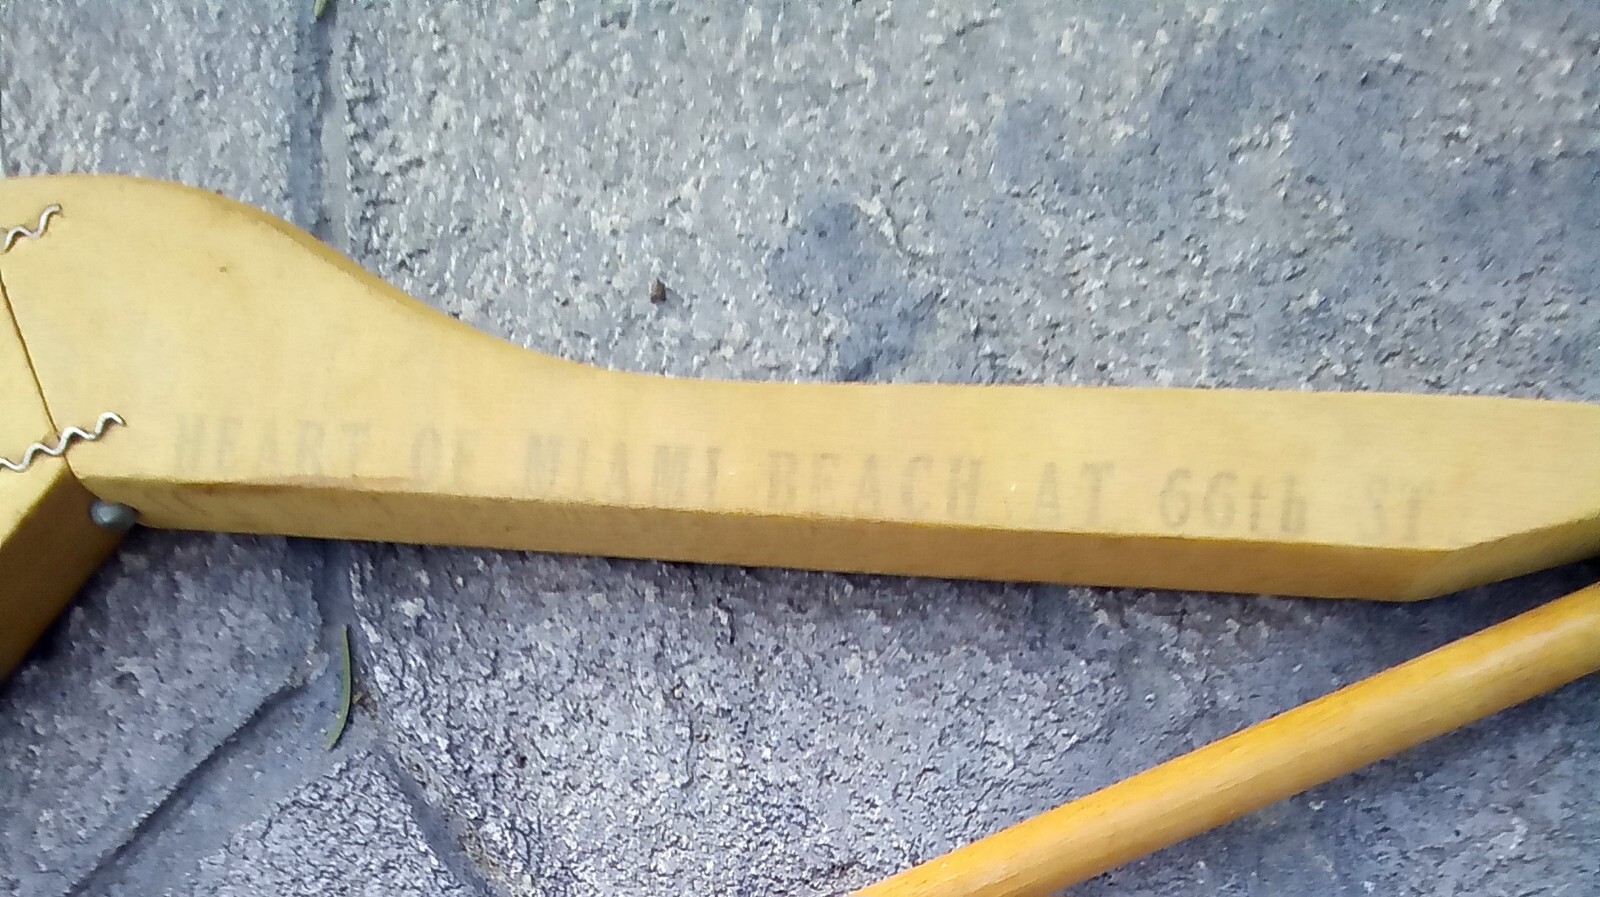 HEART OF MIAMI BEACH AT 66th ST